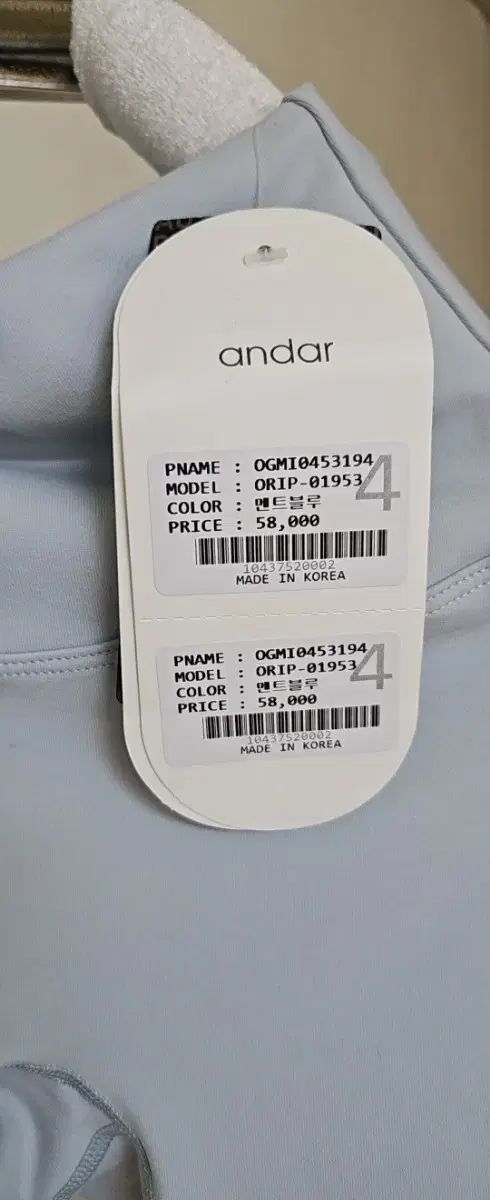 andar
PNAME : OGMI0453194
MODEL : ORIP-01953
COLOR : 멘트블루
PRICE : 58,000
4
10437520002
MADE IN KOREA
PNAME : OGMI0453194
MODEL : ORIP-01953
COLOR : 멘트블루
PRICE : 58,000
4
10437520002
MADE IN KOREA